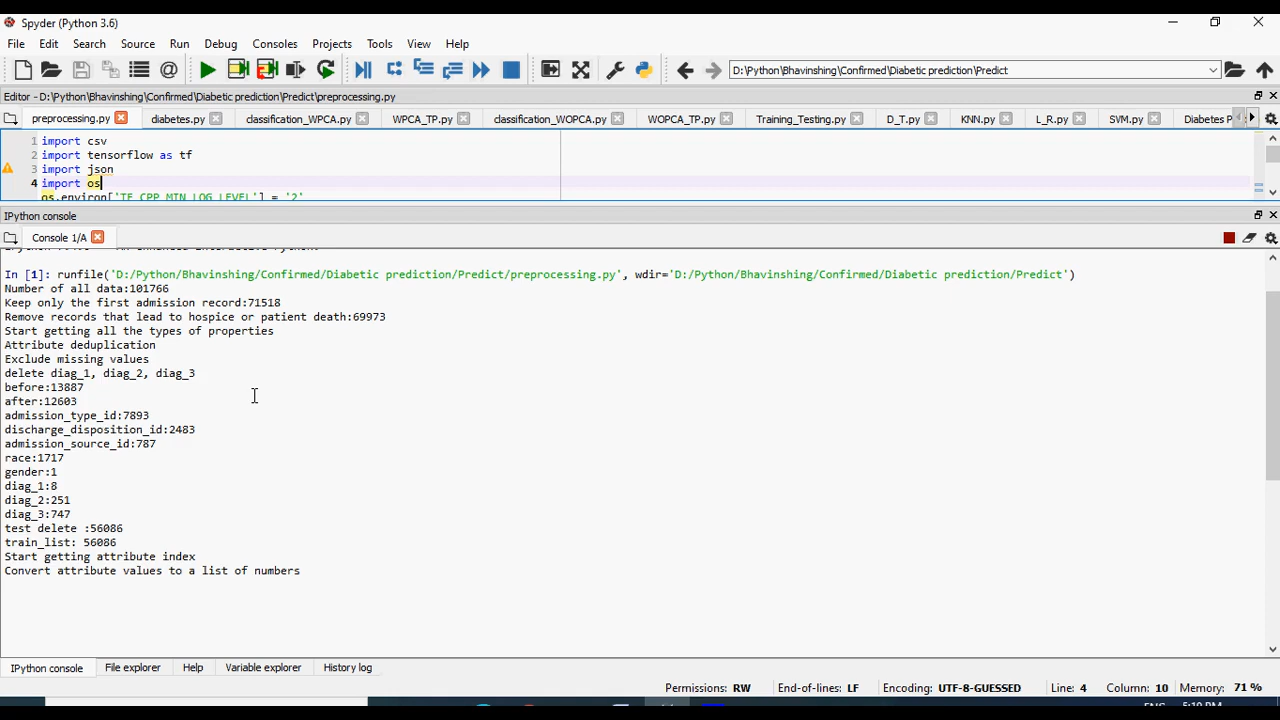 Spyder (Python 3.6)
File Edit Search Source Run Debug Consoles Projects Tools View Help
D:\Python\Bhavinshing\Confirmed\Diabetic prediction\Predict
Editor - D:\Python\Bhavinshing\Confirmed\Diabetic prediction\Predict\preprocessing.py
preprocessing.py diabetes.py classification_WPCA.py WPCA_TP.py classification_WOPCA.py WOPCA_TP.py Training_Testing.py D_T.py KNN.py L_R.py SVM.py Diabetes P
1 import csv
2 import tensorflow as tf
3 import json
4 import os
os.environ['TF_CPP_MIN_LOG_LEVEL'] = '2'
IPython console
Console 1/A
In [1]: runfile('D:/Python/Bhavinshing/Confirmed/Diabetic prediction/Predict/preprocessing.py', wdir='D:/Python/Bhavinshing/Confirmed/Diabetic prediction/Predict')
Number of all data:101766
Keep only the first admission record:71518
Remove records that lead to hospice or patient death:69973
Start getting all the types of properties
Attribute deduplication
Exclude missing values
delete diag_1, diag_2, diag_3
before:13887
after:12603
admission_type_id:7893
discharge_disposition_id:2483
admission_source_id:787
race:1717
gender:1
diag_1:8
diag_2:251
diag_3:747
test delete :56086
train_list: 56086
Start getting attribute index
Convert attribute values to a list of numbers
IPython console File explorer Help Variable explorer History log
Permissions: RW End-of-lines: LF Encoding: UTF-8-GUESSED Line: 4 Column: 10 Memory: 71 %